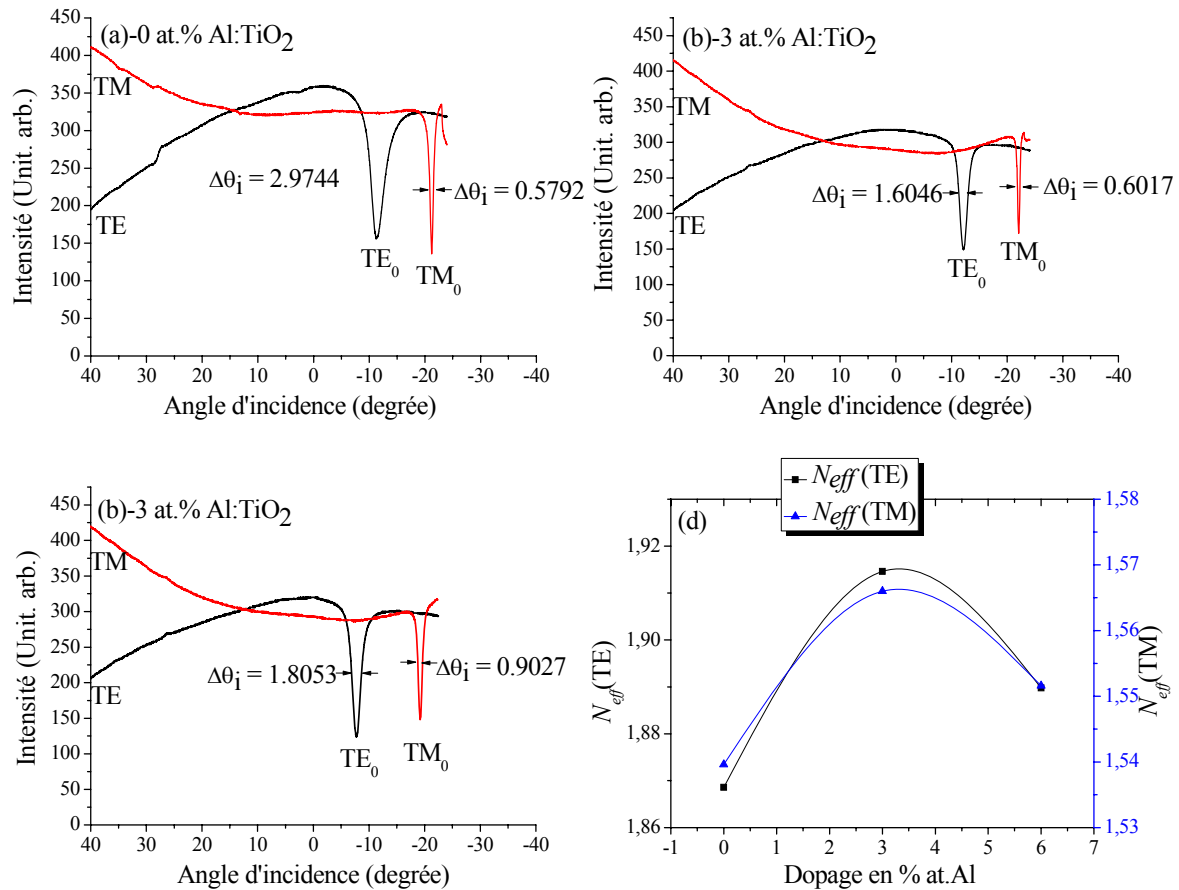 (a)-0 at.% Al:TiO₂
450
400
350
300
250
200
150
100
50
0
40 30 20 10 0 -10 -20 -30 -40
Intensité (Unit. arb.)
Angle d'incidence (degrée)
TM
TE
Δθi = 2.9744
Δθi = 0.5792
TE₀
TM₀
(b)-3 at.% Al:TiO₂
450
400
350
300
250
200
150
100
50
0
40 30 20 10 0 -10 -20 -30 -40
Intensité (Unit. arb.)
Angle d'incidence (degrée)
TM
TE
Δθi = 1.6046
Δθi = 0.6017
TE₀
TM₀
(b)-3 at.% Al:TiO₂
450
400
350
300
250
200
150
100
50
0
40 30 20 10 0 -10 -20 -30 -40
Intensité (Unit. arb.)
Angle d'incidence (degrée)
TM
TE
Δθi = 1.8053
Δθi = 0.9027
TE₀
TM₀
Neff (TE)
Neff (TM)
(d)
1,92
1,90
1,88
1,86
Neff(TE)
1,58
1,57
1,56
1,55
1,54
1,53
Neff(TM)
-1 0 1 2 3 4 5 6 7
Dopage en % at.Al